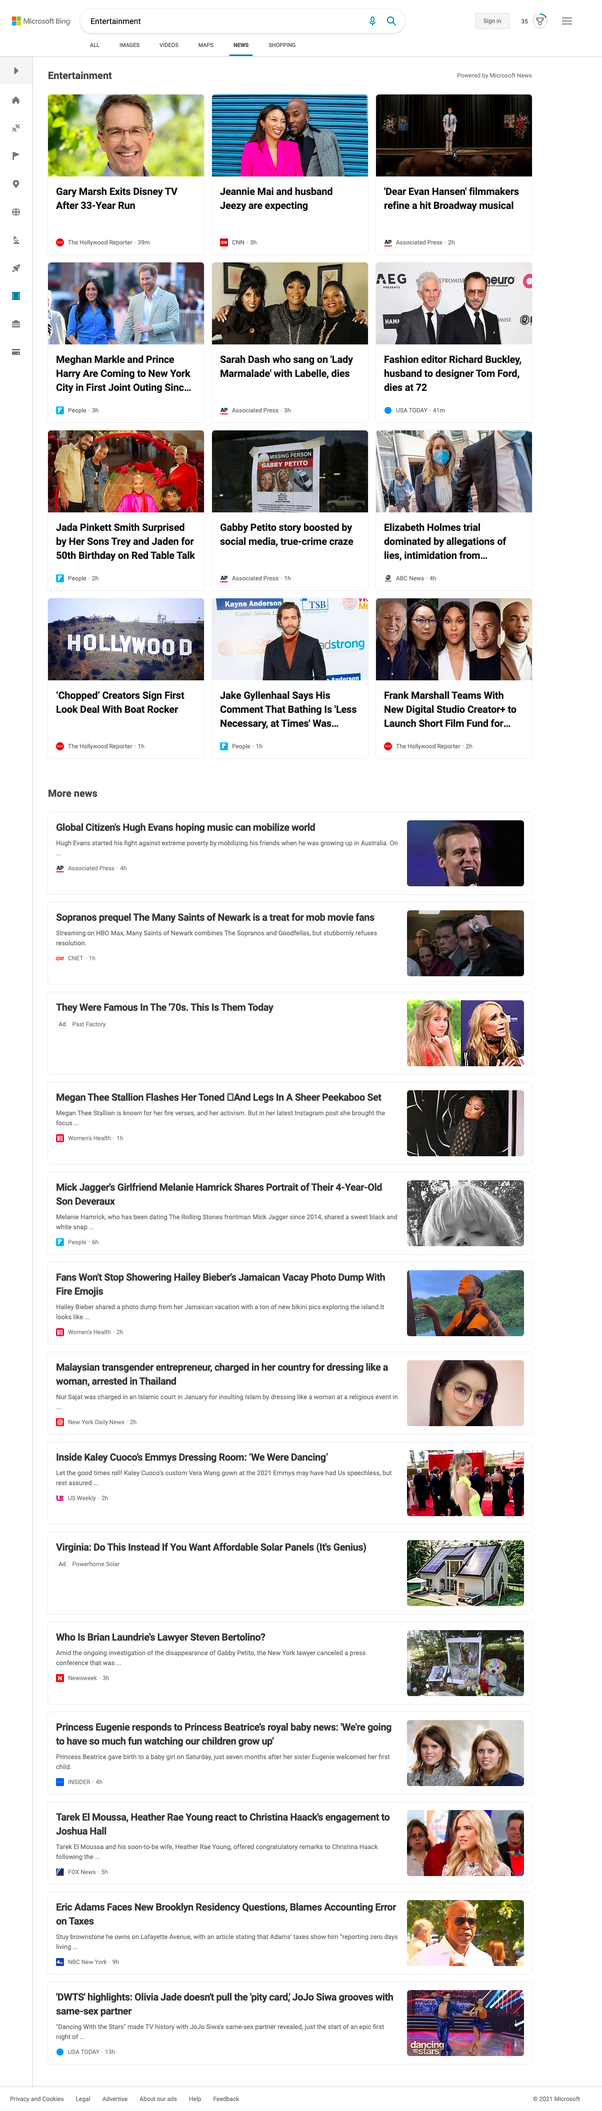 Microsoft Bing
Entertainment
Sign in
35
ALL
IMAGES
VIDEOS
MAPS
NEWS
SHOPPING
Entertainment
Powered by Microsoft News
Gary Marsh Exits Disney TV
After 33-Year Run
The Hollywood Reporter · 39m
Jeannie Mai and husband
Jeezy are expecting
CNN · 3h
'Dear Evan Hansen' filmmakers
refine a hit Broadway musical
AP Associated Press · 2h
Meghan Markle and Prince
Harry Are Coming to New York
City in First Joint Outing Sinc...
People · 3h
Sarah Dash who sang on 'Lady
Marmalade' with Labelle, dies
AP Associated Press · 3h
AEG
PRESENTS
neuro
HAMM
Fashion editor Richard Buckley,
husband to designer Tom Ford,
dies at 72
USA TODAY · 41m
Jada Pinkett Smith Surprised
by Her Sons Trey and Jaden for
50th Birthday on Red Table Talk
People · 2h
MISSING PERSON
GABBY PETITO
Gabby Petito story boosted by
social media, true-crime craze
AP Associated Press · 1h
Elizabeth Holmes trial
dominated by allegations of
lies, intimidation from...
ABC News · 4h
HOLLYWOOD
'Chopped' Creators Sign First
Look Deal With Boat Rocker
The Hollywood Reporter · 1h
Kayne Anderson
TSB
adstrong
Anderson
Jake Gyllenhaal Says His
Comment That Bathing Is 'Less
Necessary, at Times' Was...
People · 1h
Frank Marshall Teams With
New Digital Studio Creator+ to
Launch Short Film Fund for...
The Hollywood Reporter · 2h
More news
Global Citizen's Hugh Evans hoping music can mobilize world
Hugh Evans started his fight against extreme poverty by mobilizing his friends when he was growing up in Australia. On
...
AP Associated Press · 4h
Sopranos prequel The Many Saints of Newark is a treat for mob movie fans
Streaming on HBO Max, Many Saints of Newark combines The Sopranos and Goodfellas, but stubbornly refuses
resolution.
CNET · 1h
They Were Famous In The '70s. This Is Them Today
Ad Past Factory
Megan Thee Stallion Flashes Her Toned □And Legs In A Sheer Peekaboo Set
Megan Thee Stallion is known for her fire verses, and her activism. But in her latest Instagram post she brought the
focus ...
Women's Health · 1h
Mick Jagger's Girlfriend Melanie Hamrick Shares Portrait of Their 4-Year-Old
Son Deveraux
Melanie Hamrick, who has been dating The Rolling Stones frontman Mick Jagger since 2014, shared a sweet black and
white snap ...
People · 6h
Fans Won't Stop Showering Hailey Bieber's Jamaican Vacay Photo Dump With
Fire Emojis
Hailey Bieber shared a photo dump from her Jamaican vacation with a ton of new bikini pics exploring the island.It
looks like ...
Women's Health · 2h
Malaysian transgender entrepreneur, charged in her country for dressing like a
woman, arrested in Thailand
Nur Sajat was charged in an Islamic court in January for insulting Islam by dressing like a woman at a religious event in
...
New York Daily News · 2h
Inside Kaley Cuoco's Emmys Dressing Room: 'We Were Dancing'
Let the good times roll! Kaley Cuoco's custom Vera Wang gown at the 2021 Emmys may have had Us speechless, but
rest assured ...
US Weekly · 2h
Virginia: Do This Instead If You Want Affordable Solar Panels (It's Genius)
Ad Powerhome Solar
Who Is Brian Laundrie's Lawyer Steven Bertolino?
Amid the ongoing investigation of the disappearance of Gabby Petito, the New York lawyer canceled a press
conference that was ...
N Newsweek · 3h
Princess Eugenie responds to Princess Beatrice's royal baby news: 'We're going
to have so much fun watching our children grow up'
Princess Beatrice gave birth to a baby girl on Saturday, just seven months after her sister Eugenie welcomed her first
child.
INSIDER · 4h
Tarek El Moussa, Heather Rae Young react to Christina Haack's engagement to
Joshua Hall
Tarek El Moussa and his soon-to-be wife, Heather Rae Young, offered congratulatory remarks to Christina Haack
following the ...
FOX News · 5h
Eric Adams Faces New Brooklyn Residency Questions, Blames Accounting Error
on Taxes
Stuy brownstone he owns on Lafayette Avenue, with an article stating that Adams' taxes show him "reporting zero days
living ...
NBC New York · 9h
'DWTS' highlights: Olivia Jade doesn't pull the 'pity card,' JoJo Siwa grooves with
same-sex partner
"Dancing With the Stars" made TV history with JoJo Siwa's same-sex partner revealed, just the start of an epic first
night of ...
USA TODAY · 13h
dancing
stars
Privacy and Cookies
Legal
Advertise
About our ads
Help
Feedback
© 2021 Microsoft